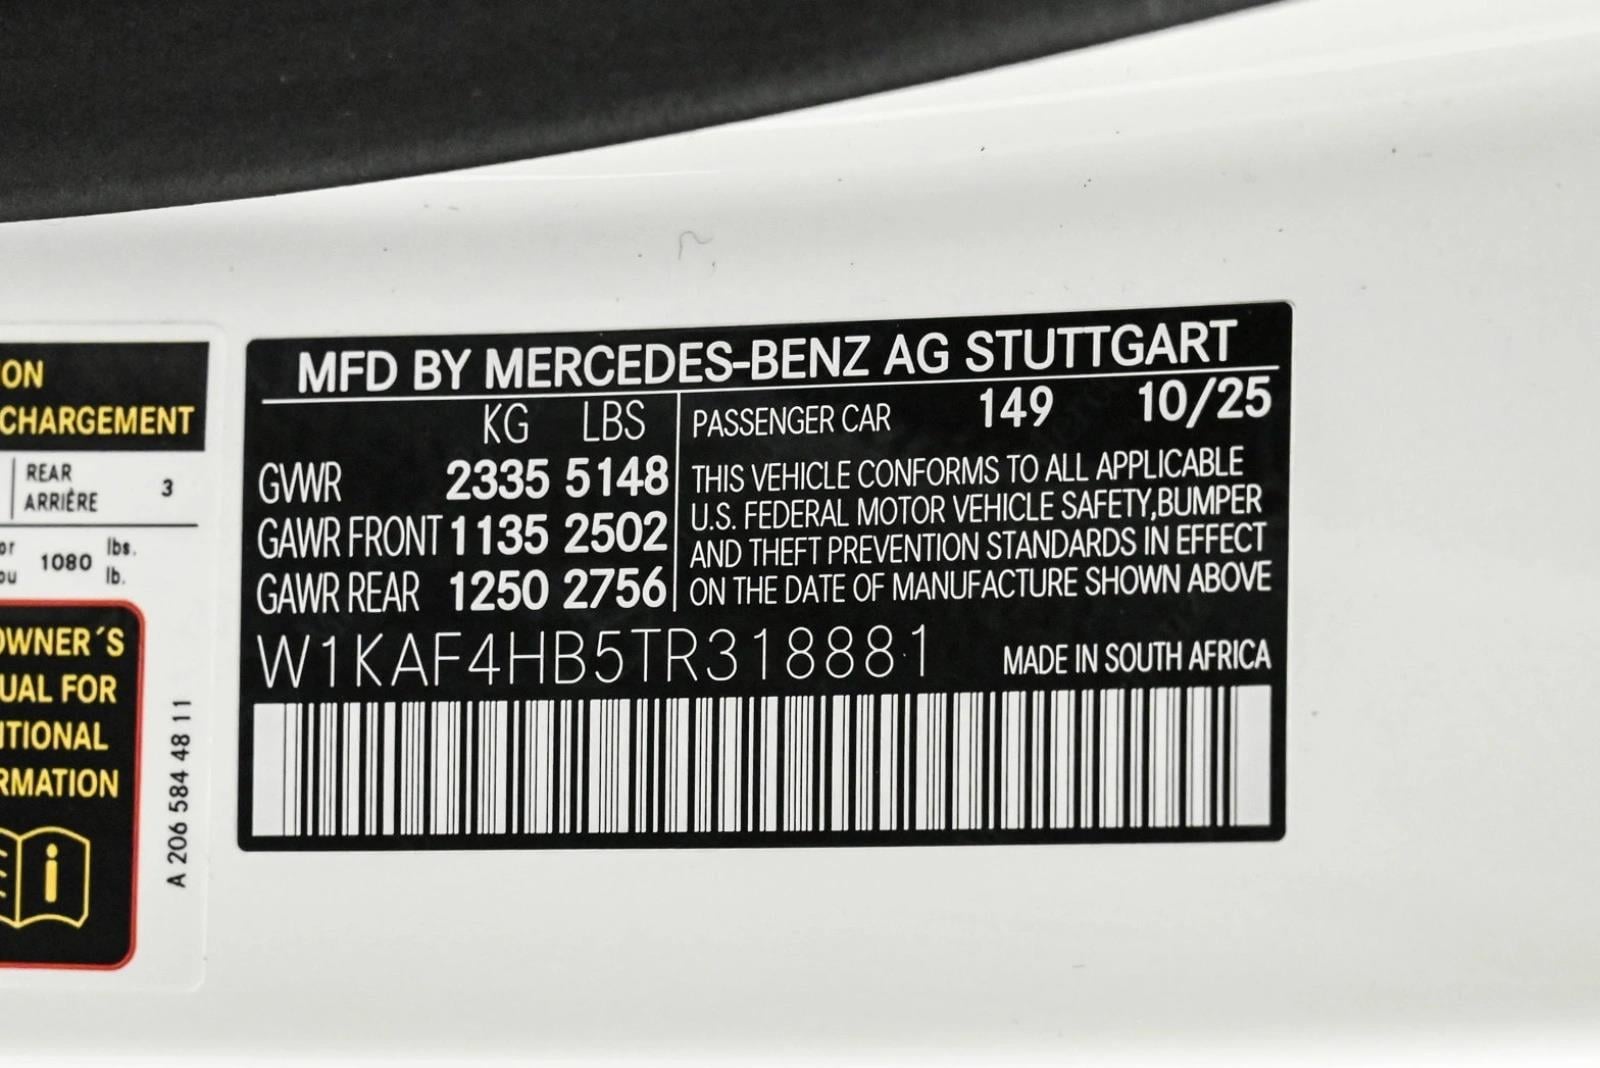 ON
CHARGEMENT
REAR
ARRIÈRE
3
or
ou
1080
lbs.
lb.
OWNER´S
UAL FOR
ITIONAL
RMATION
i
A 206 584 48 11
MFD BY MERCEDES-BENZ AG STUTTGART
KG LBS
GVWR 2335 5148
GAWR FRONT 1135 2502
GAWR REAR 1250 2756
PASSENGER CAR 149 10/25
THIS VEHICLE CONFORMS TO ALL APPLICABLE
U.S. FEDERAL MOTOR VEHICLE SAFETY,BUMPER
AND THEFT PREVENTION STANDARDS IN EFFECT
ON THE DATE OF MANUFACTURE SHOWN ABOVE
W1KAF4HB5TR318881
MADE IN SOUTH AFRICA